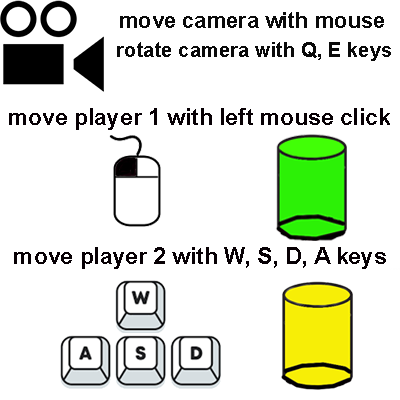 move camera with mouse
rotate camera with Q, E keys
move player 1 with left mouse click
move player 2 with W, S, D, A keys
W
A S D